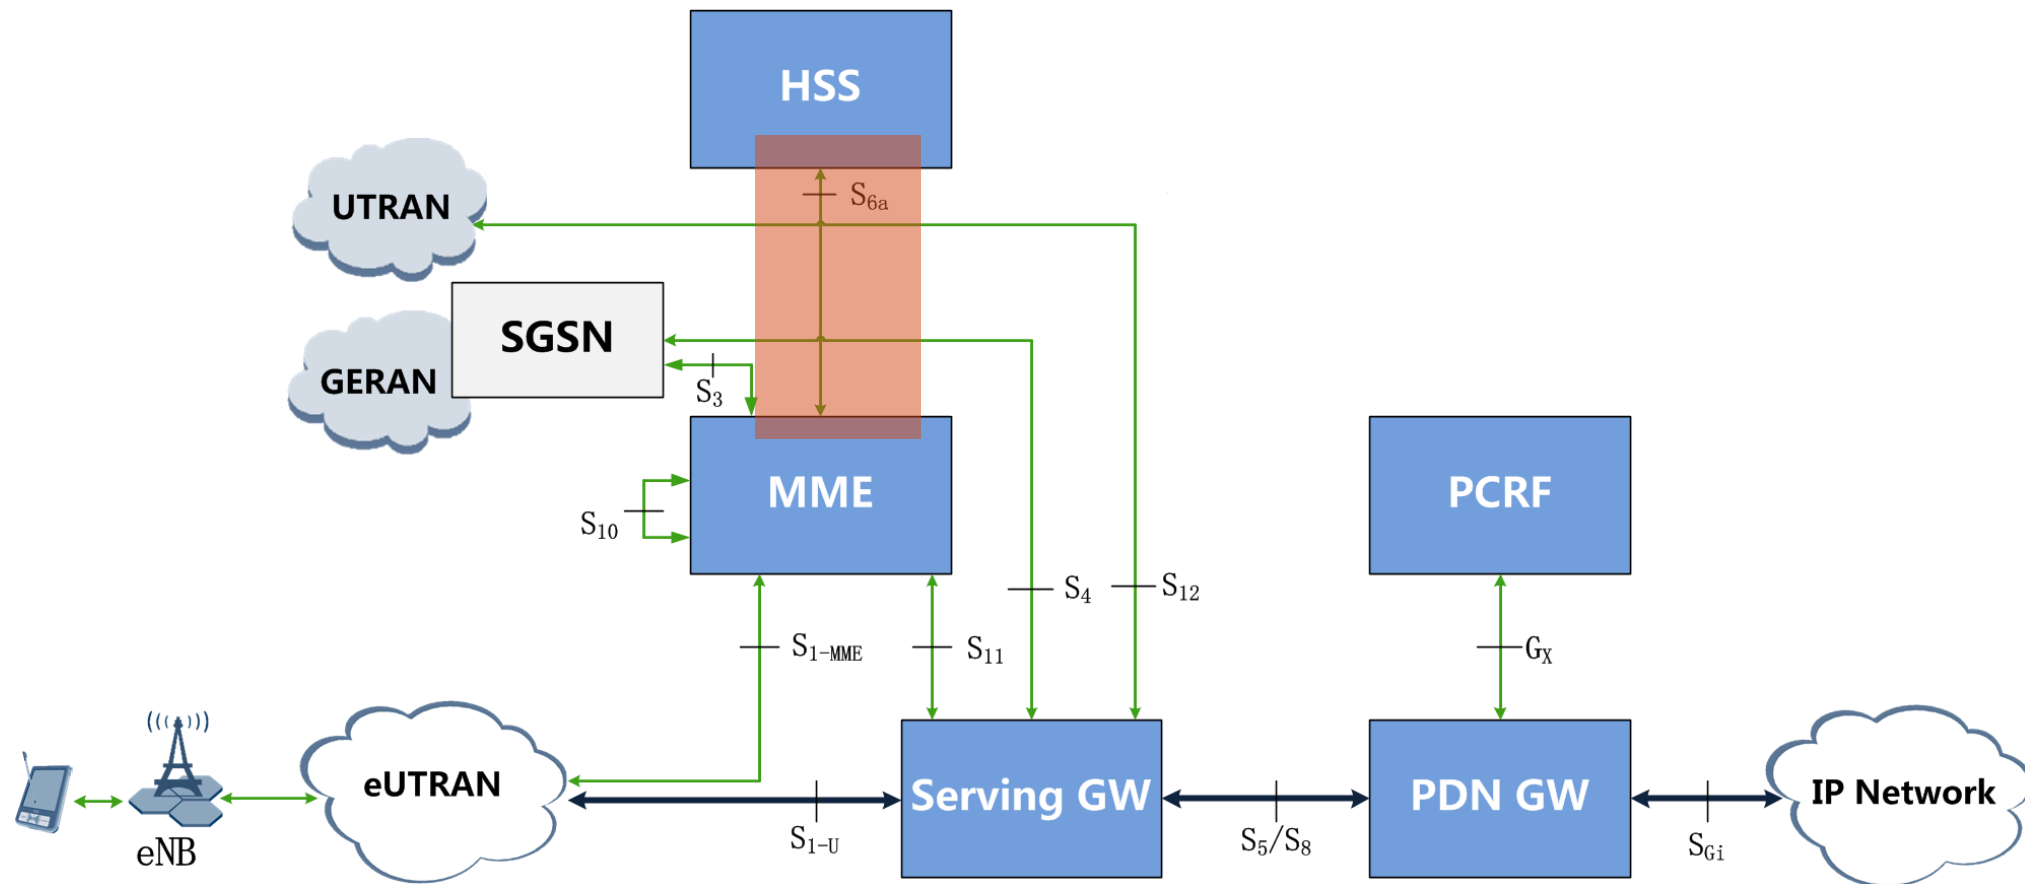 HSS
S6a
UTRAN
SGSN
GERAN
S3
MME
PCRF
S10
S4
S12
S1-MME
S11
GX
eUTRAN
Serving GW
PDN GW
IP Network
eNB
S1-U
S5/S8
SGi